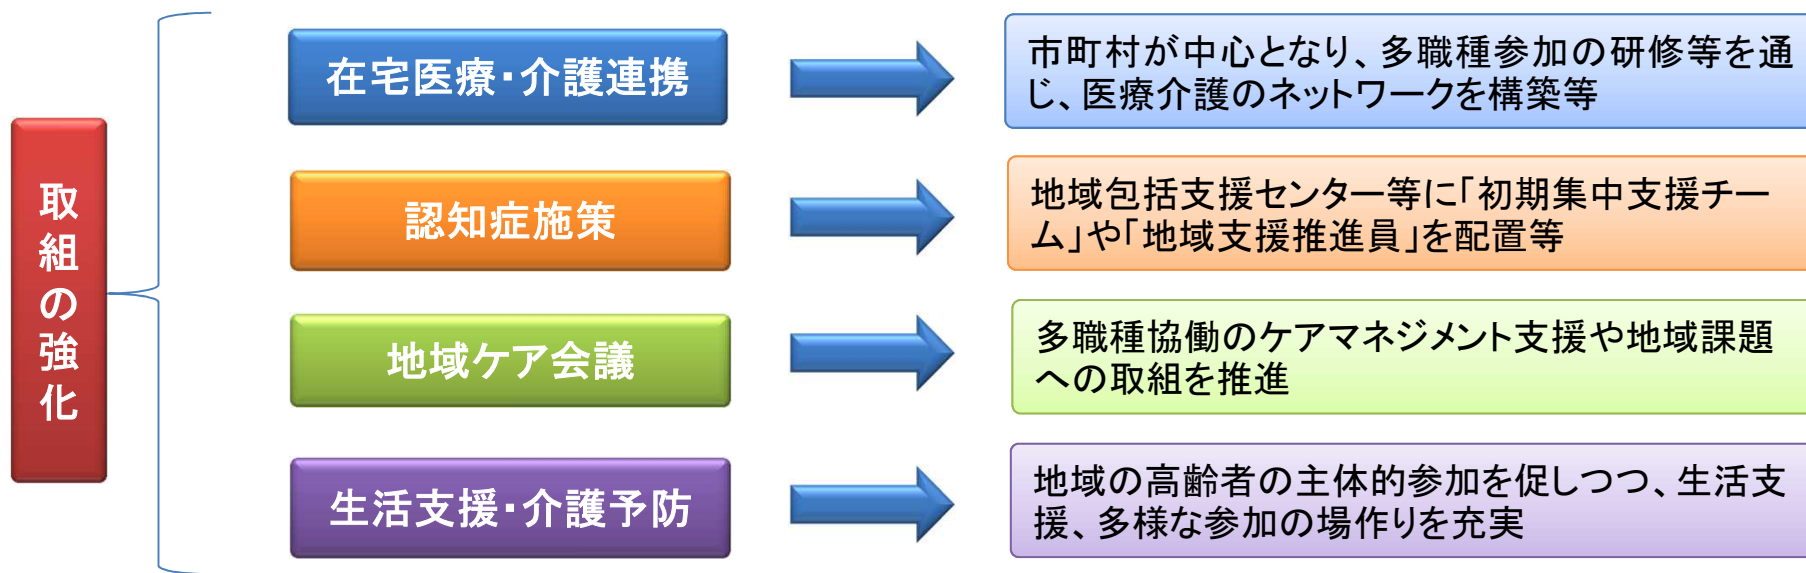 取組の強化
在宅医療・介護連携
市町村が中心となり、多職種参加の研修等を通
じ、医療介護のネットワークを構築等
認知症施策
地域包括支援センター等に「初期集中支援チー
ム」や「地域支援推進員」を配置等
地域ケア会議
多職種協働のケアマネジメント支援や地域課題
への取組を推進
生活支援・介護予防
地域の高齢者の主体的参加を促しつつ、生活支
援、多様な参加の場作りを充実